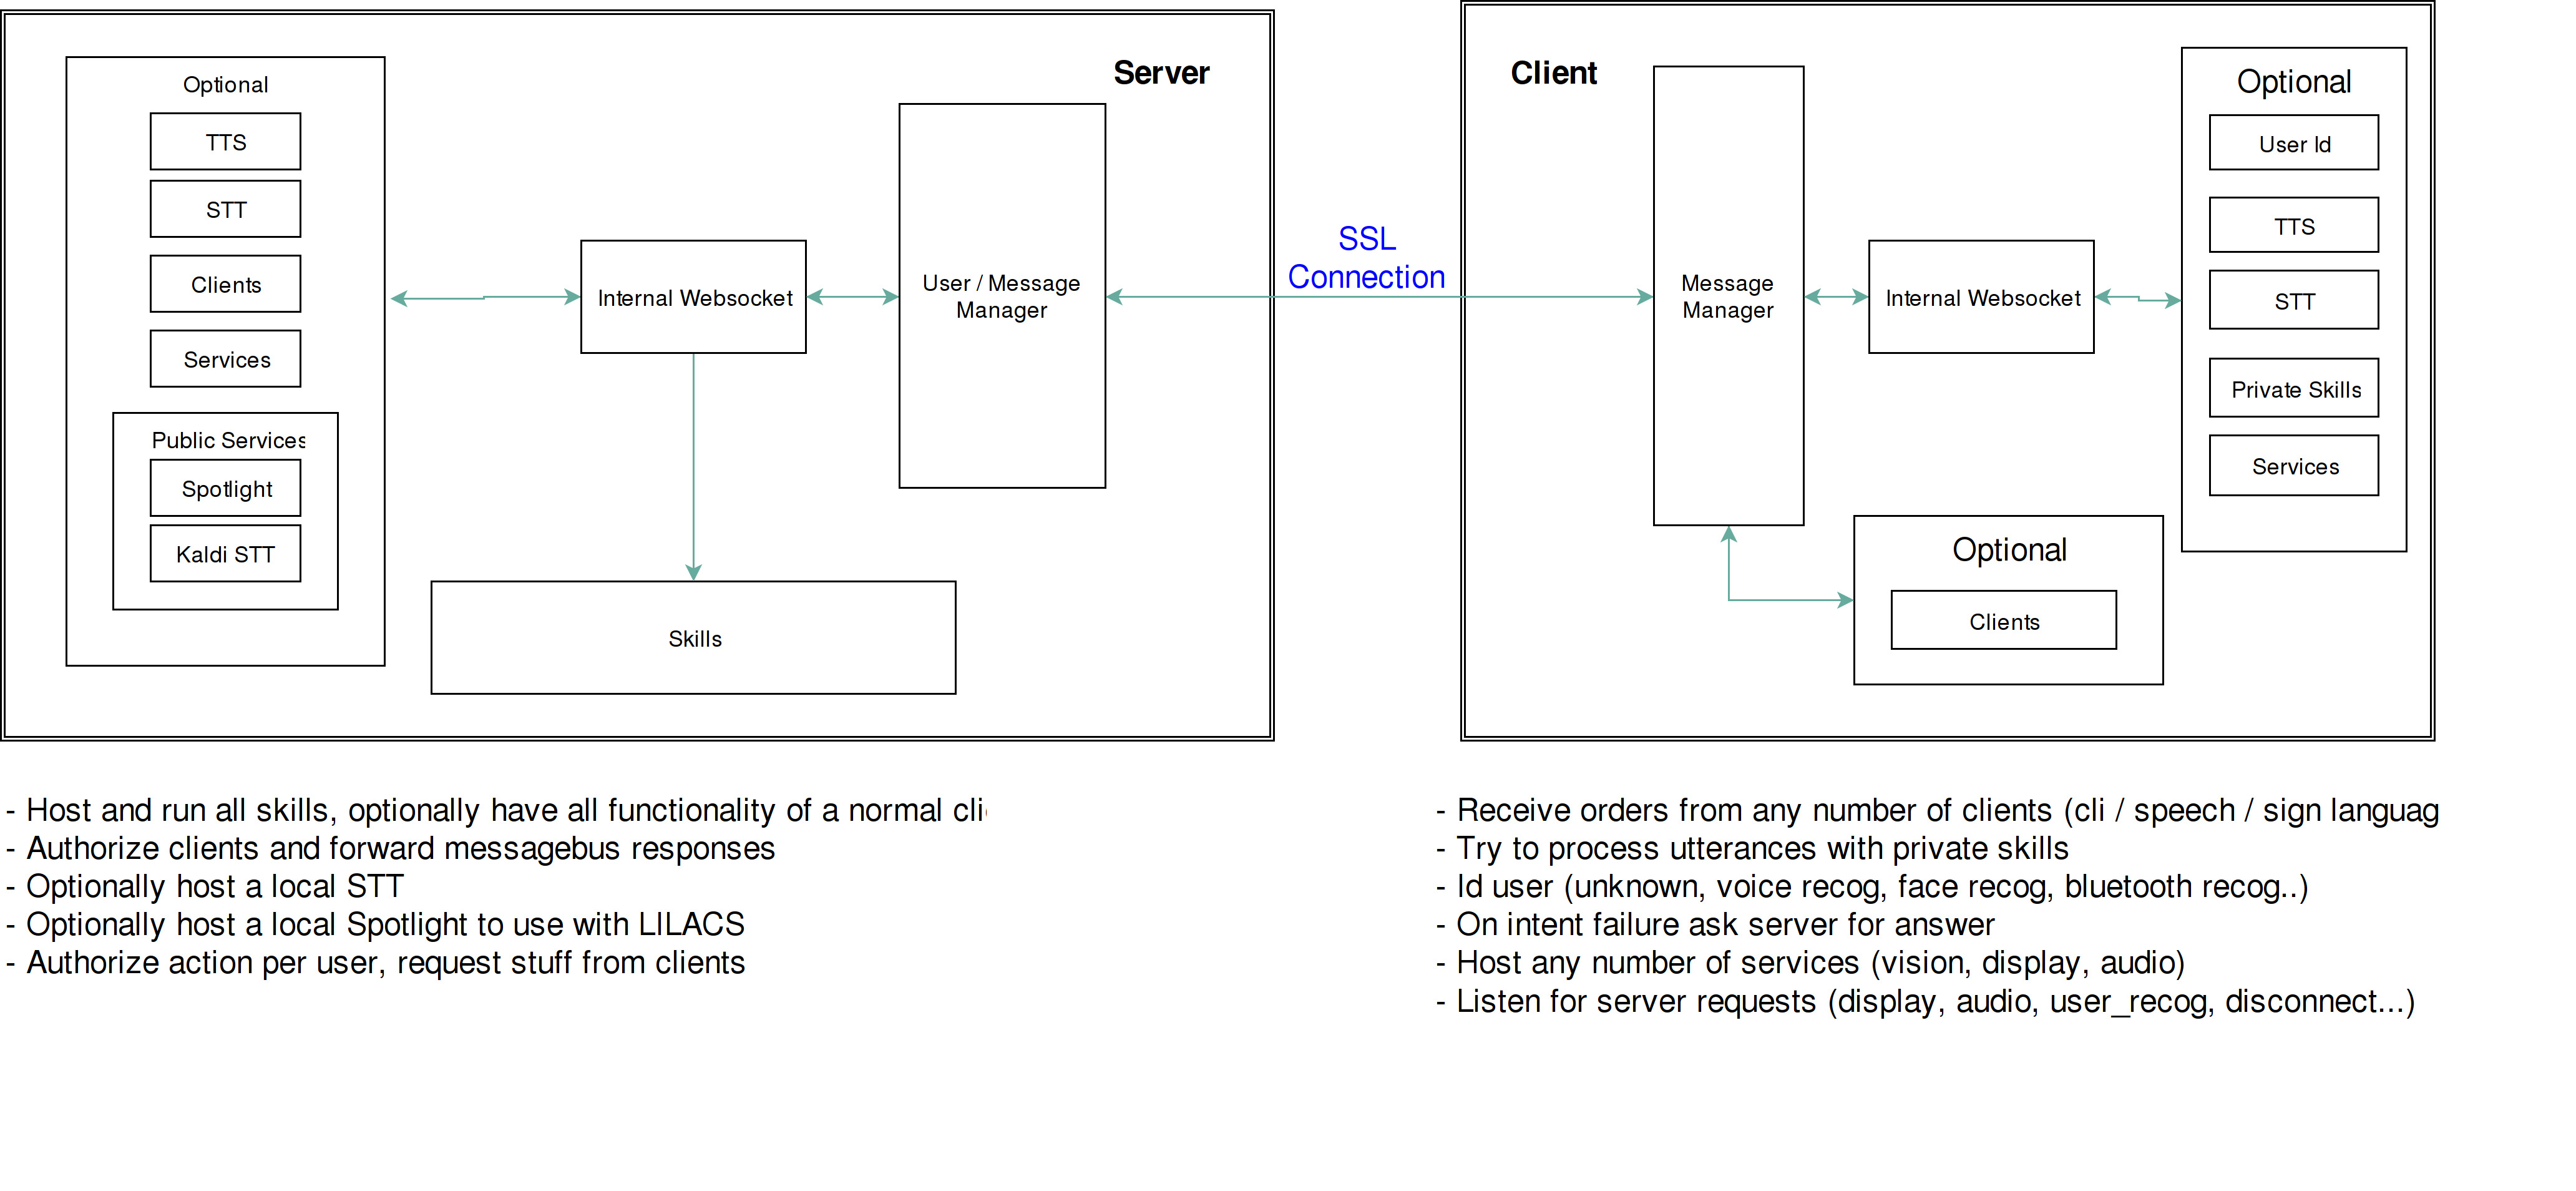 Server
Optional
TTS
STT
Clients
Services
Public Services
Spotlight
Kaldi STT
Internal Websocket
User / Message
Manager
Skills
SSL
Connection
Client
Message
Manager
Internal Websocket
Optional
User Id
TTS
STT
Private Skills
Services
Optional
Clients
- Host and run all skills, optionally have all functionality of a normal cli
- Authorize clients and forward messagebus responses
- Optionally host a local STT
- Optionally host a local Spotlight to use with LILACS
- Authorize action per user, request stuff from clients
- Receive orders from any number of clients (cli / speech / sign languag
- Try to process utterances with private skills
- Id user (unknown, voice recog, face recog, bluetooth recog..)
- On intent failure ask server for answer
- Host any number of services (vision, display, audio)
- Listen for server requests (display, audio, user_recog, disconnect...)